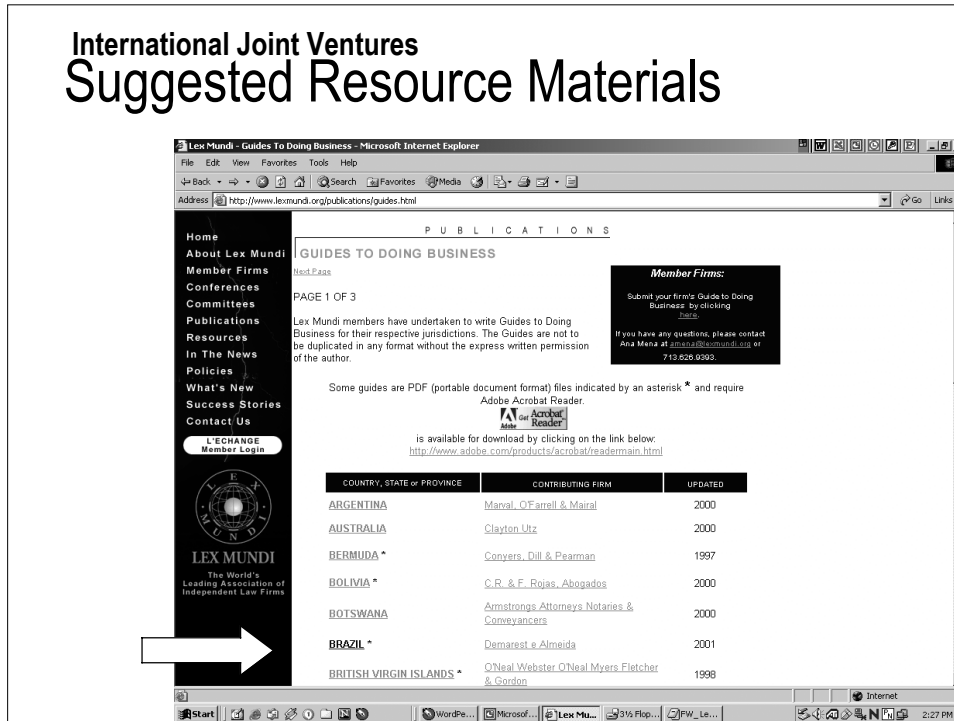 International Joint Ventures
Suggested Resource Materials
Lex Mundi - Guides To Doing Business - Microsoft Internet Explorer
File Edit View Favorites Tools Help
Back Search Favorites Media
Address http://www.lexmundi.org/publications/guides.html Go Links
Home
About Lex Mundi
Member Firms
Conferences
Committees
Publications
Resources
In The News
Policies
What's New
Success Stories
Contact Us
L'ECHANGE
Member Login
LEX MUNDI
LEX MUNDI
The World's
Leading Association of
Independent Law Firms
PUBLICATIONS
GUIDES TO DOING BUSINESS
Next Page
PAGE 1 OF 3
Lex Mundi members have undertaken to write Guides to Doing
Business for their respective jurisdictions. The Guides are not to
be duplicated in any format without the express written permission
of the author.
Member Firms:
Submit your firm's Guide to Doing
Business by clicking
here.
If you have any questions, please contact
Ana Mena at amena@lexmundi.org or
713.626.9393.
Some guides are PDF (portable document format) files indicated by an asterisk * and require
Adobe Acrobat Reader.
Adobe Get Acrobat Reader
is available for download by clicking on the link below:
http://www.adobe.com/products/acrobat/readermain.html
COUNTRY, STATE or PROVINCE CONTRIBUTING FIRM UPDATED
ARGENTINA Marval, O'Farrell & Mairal 2000
AUSTRALIA Clayton Utz 2000
BERMUDA * Conyers, Dill & Pearman 1997
BOLIVIA * C.R. & F. Rojas, Abogados 2000
BOTSWANA Armstrongs Attorneys Notaries &
Conveyancers 2000
BRAZIL * Demarest e Almeida 2001
BRITISH VIRGIN ISLANDS * O'Neal Webster O'Neal Myers Fletcher
& Gordon 1998
Internet
Start WordPe... Microsof... Lex Mu... 3½ Flop... FW_Le... 2:27 PM